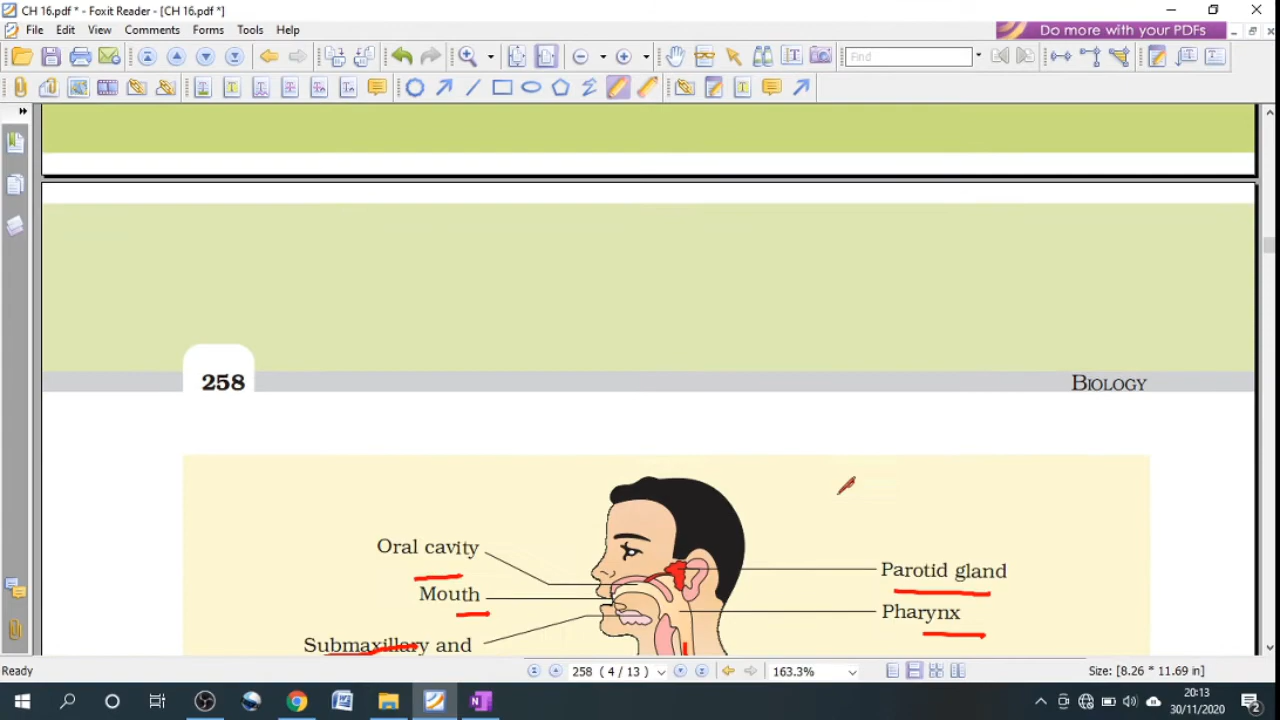 CH 16.pdf * - Foxit Reader - [CH 16.pdf *]
File Edit View Comments Forms Tools Help
Do more with your PDFs
Find
258
BIOLOGY
Oral cavity
Mouth
Submaxillary and
Parotid gland
Pharynx
Ready
258 ( 4 / 13 )
163.3%
Size: [8.26 * 11.69 in]
20:13
30/11/2020
2